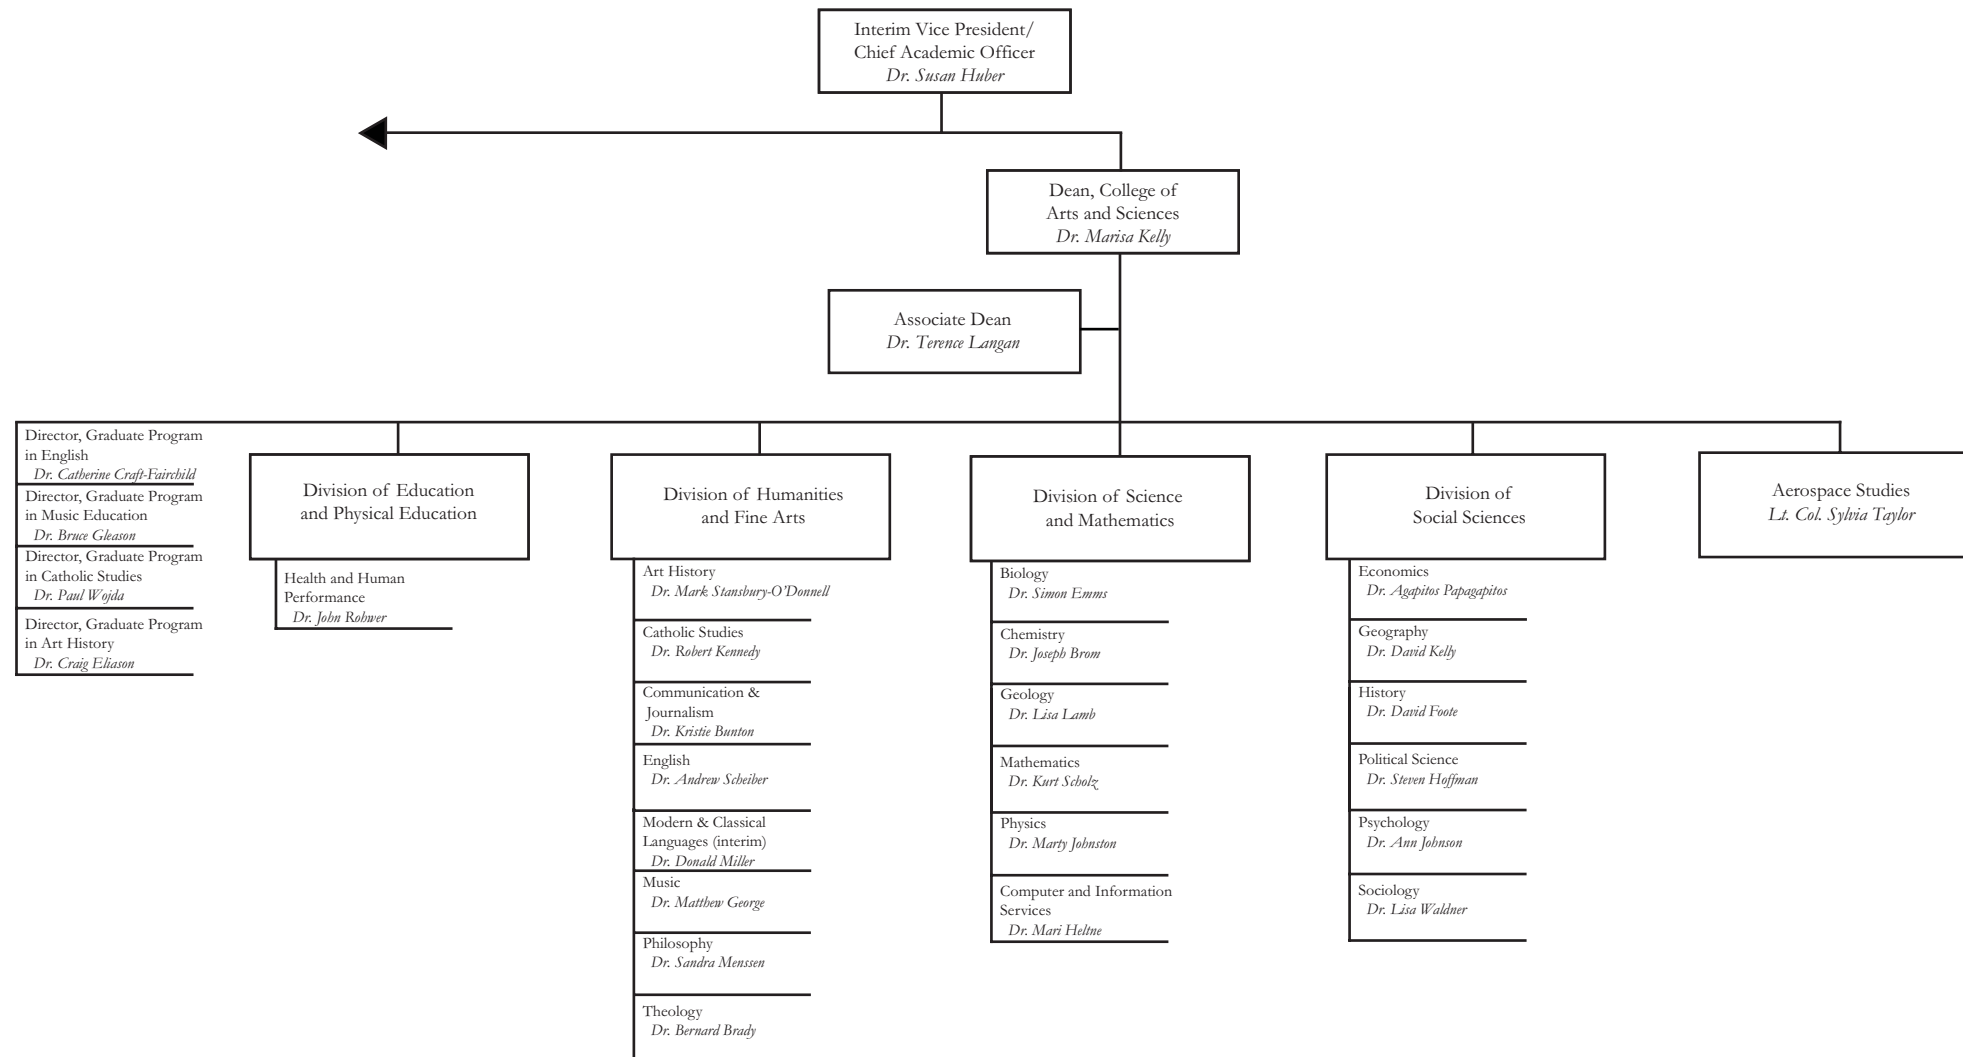 Interim Vice President/
Chief Academic Officer
Dr. Susan Huber
Dean, College of
Arts and Sciences
Dr. Marisa Kelly
Associate Dean
Dr. Terence Langan
Director, Graduate Program
in English
Dr. Catherine Craft-Fairchild
Director, Graduate Program
in Music Education
Dr. Bruce Gleason
Director, Graduate Program
in Catholic Studies
Dr. Paul Wojda
Director, Graduate Program
in Art History
Dr. Craig Eliason
Division of Education
and Physical Education
Health and Human
Performance
Dr. John Rohwer
Division of Humanities
and Fine Arts
Art History
Dr. Mark Stansbury-O'Donnell
Catholic Studies
Dr. Robert Kennedy
Communication &
Journalism
Dr. Kristie Bunton
English
Dr. Andrew Scheiber
Modern & Classical
Languages (interim)
Dr. Donald Miller
Music
Dr. Matthew George
Philosophy
Dr. Sandra Menssen
Theology
Dr. Bernard Brady
Division of Science
and Mathematics
Biology
Dr. Simon Emms
Chemistry
Dr. Joseph Brom
Geology
Dr. Lisa Lamb
Mathematics
Dr. Kurt Scholz
Physics
Dr. Marty Johnston
Computer and Information
Services
Dr. Mari Heltne
Division of
Social Sciences
Economics
Dr. Agapitos Papagapitos
Geography
Dr. David Kelly
History
Dr. David Foote
Political Science
Dr. Steven Hoffman
Psychology
Dr. Ann Johnson
Sociology
Dr. Lisa Waldner
Aerospace Studies
Lt. Col. Sylvia Taylor